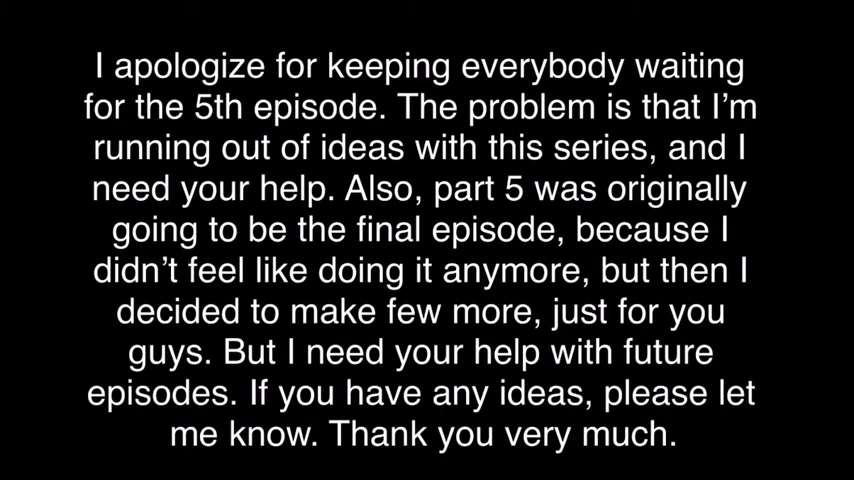 I apologize for keeping everybody waiting
for the 5th episode. The problem is that I’m
running out of ideas with this series, and I
need your help. Also, part 5 was originally
going to be the final episode, because I
didn’t feel like doing it anymore, but then I
decided to make few more, just for you
guys. But I need your help with future
episodes. If you have any ideas, please let
me know. Thank you very much.